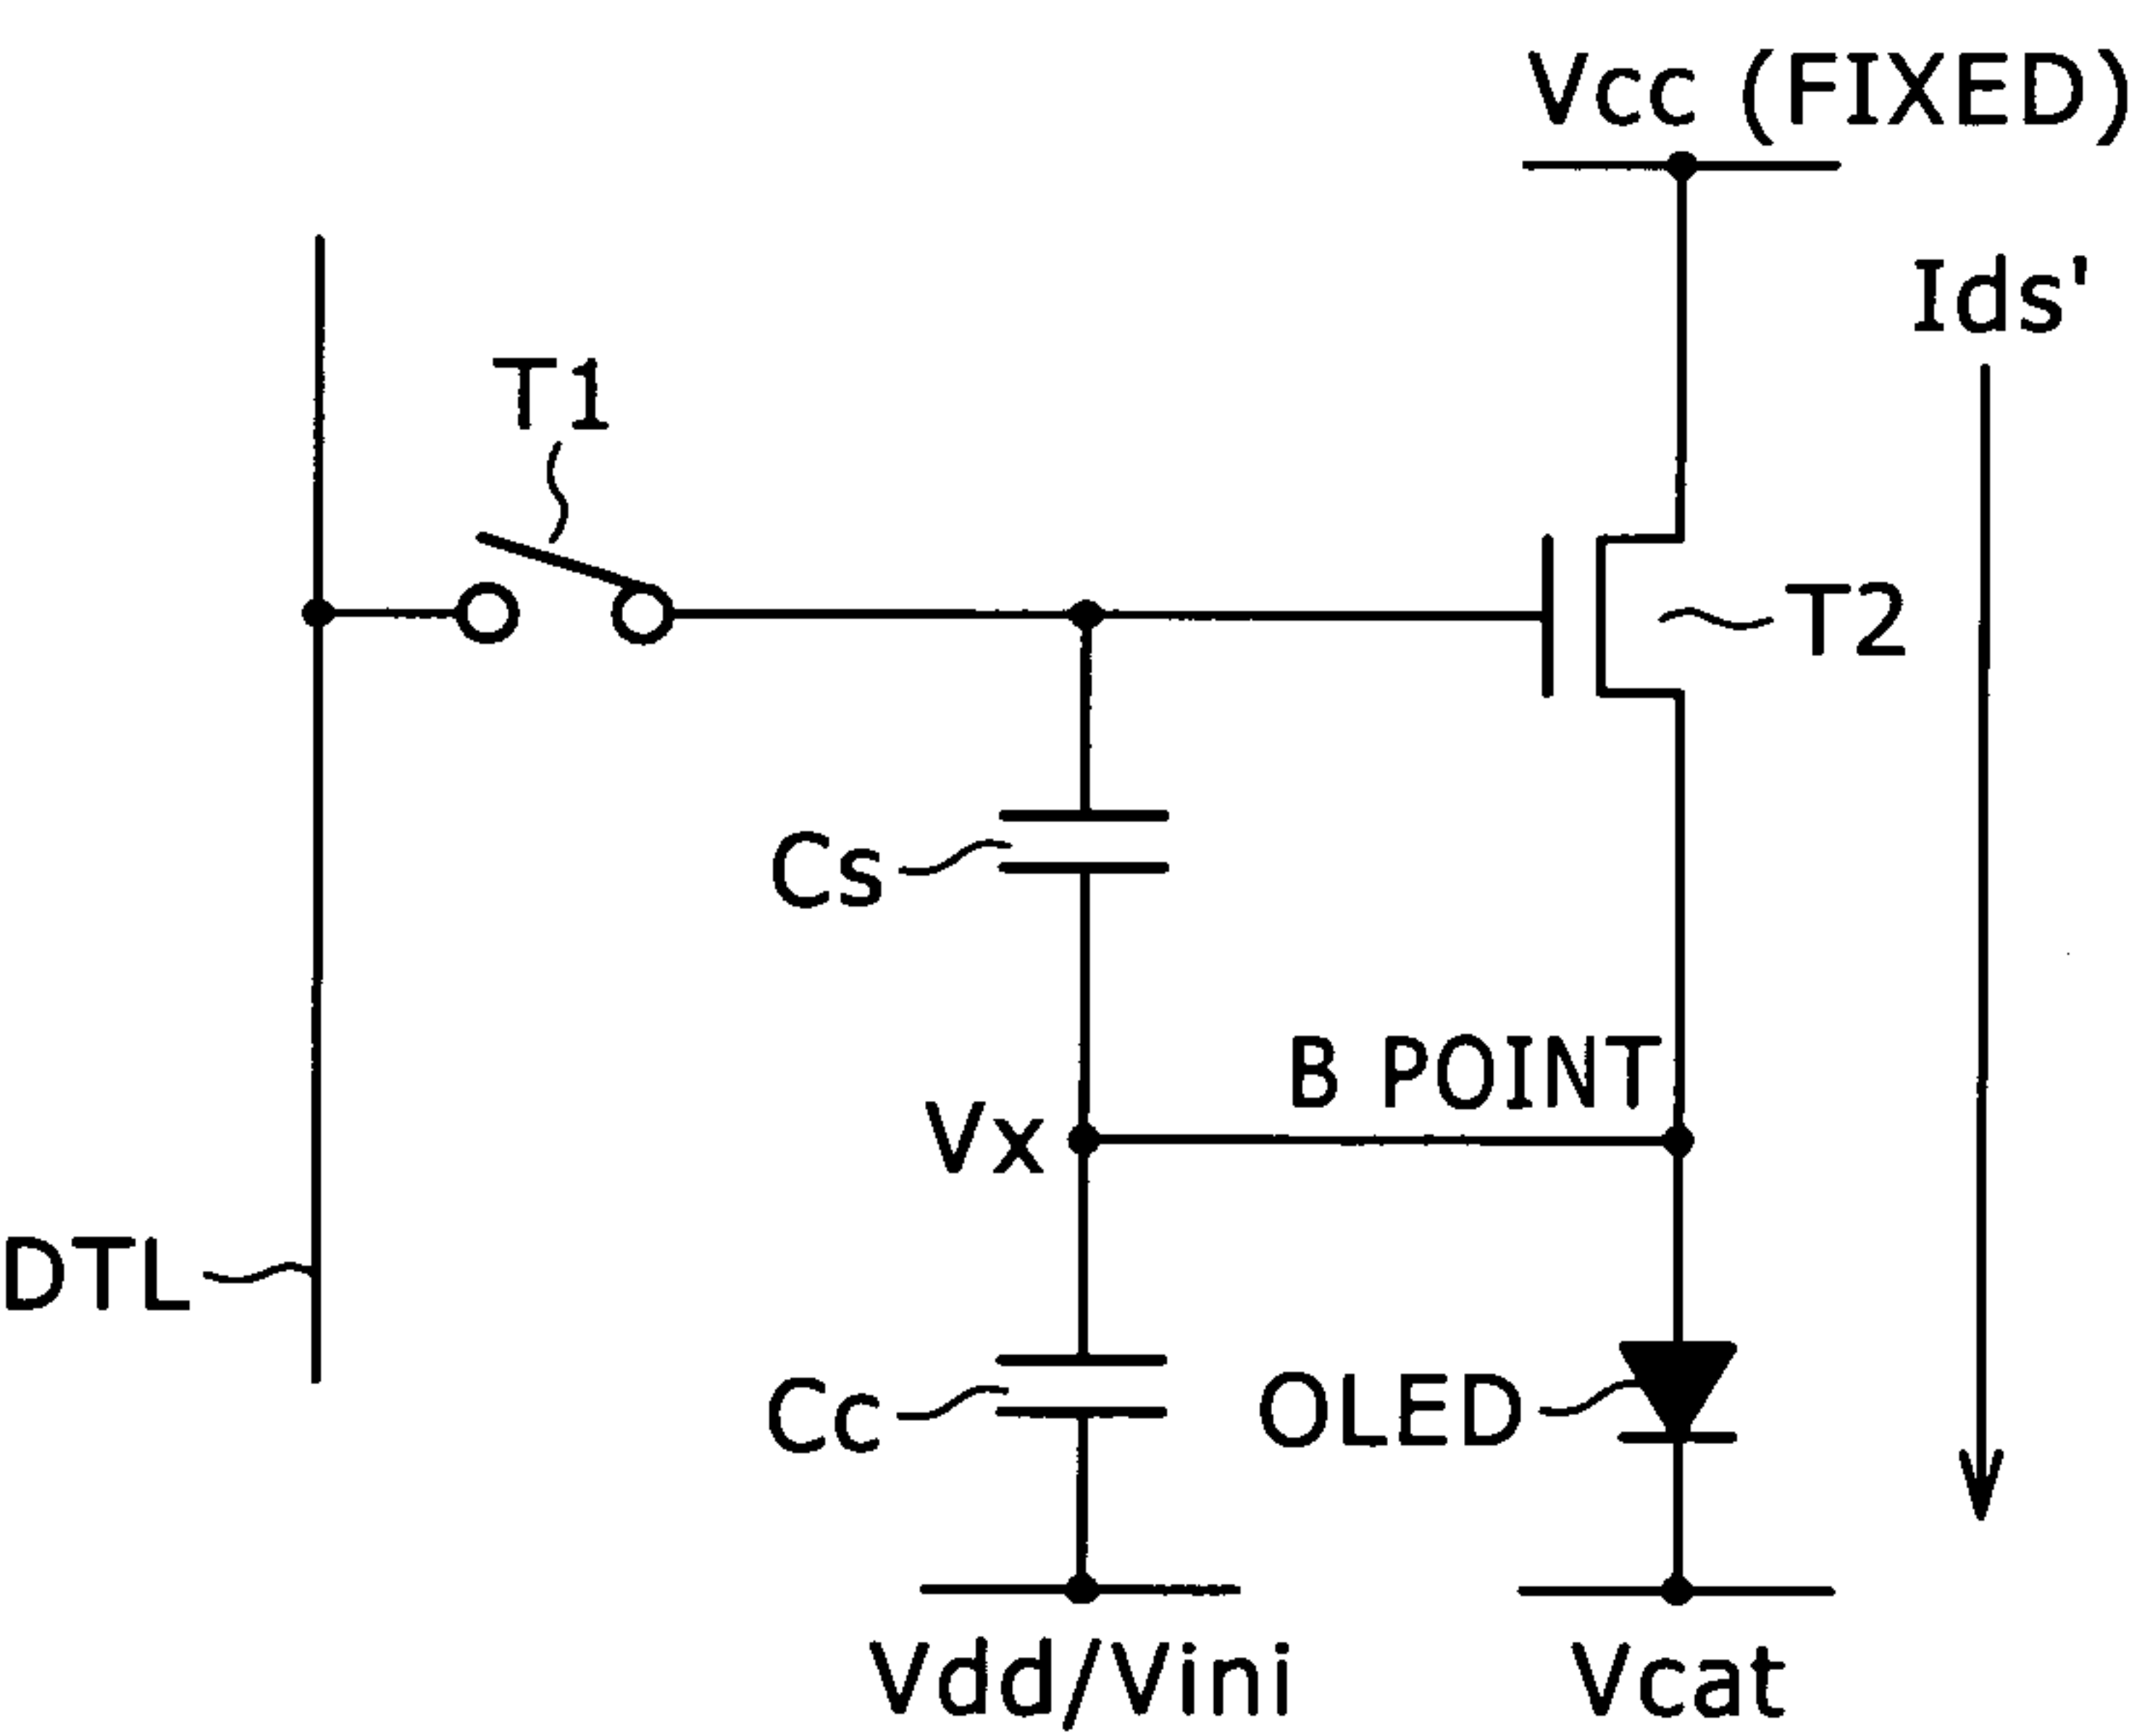 Vcc (FIXED)
Ids'
T1
T2
Cs
B POINT
Vx
DTL
Cc
OLED
Vdd/Vini
Vcat